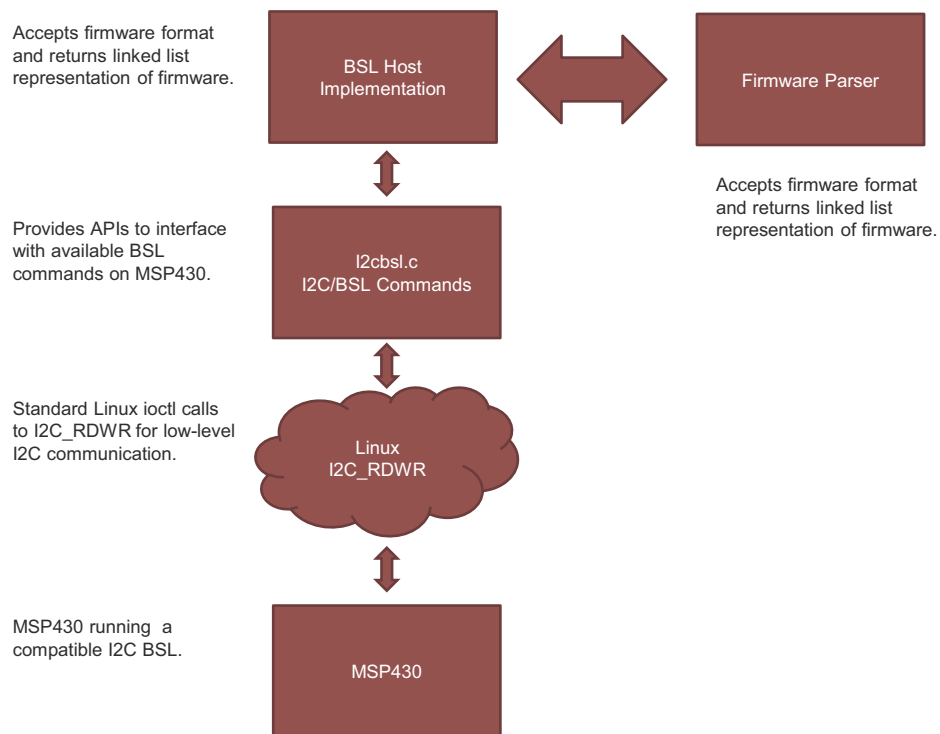 Accepts firmware format
and returns linked list
representation of firmware.
BSL Host
Implementation
Firmware Parser
Accepts firmware format
and returns linked list
representation of firmware.
Provides APIs to interface
with available BSL
commands on MSP430.
I2cbsl.c
I2C/BSL Commands
Standard Linux ioctl calls
to I2C_RDWR for low-level
I2C communication.
Linux
I2C_RDWR
MSP430 running  a
compatible I2C BSL.
MSP430